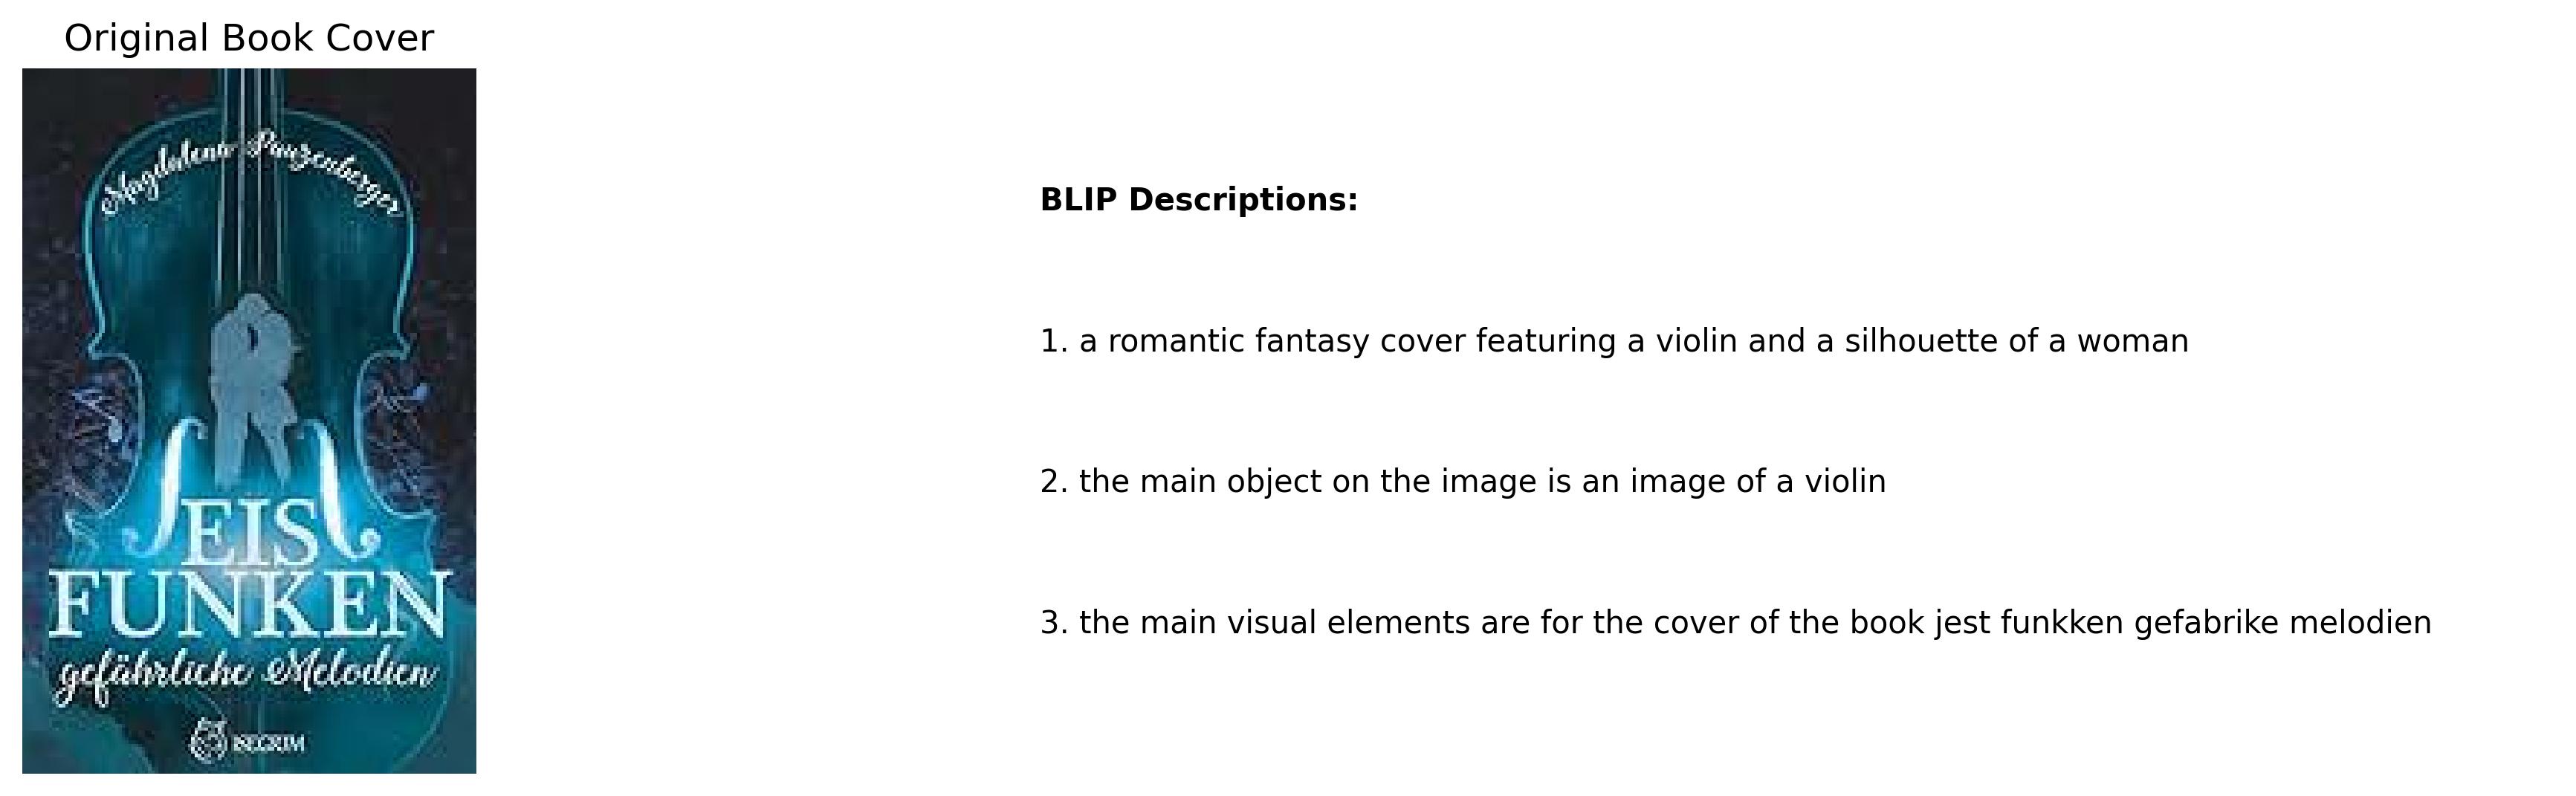 Original Book Cover
Magdalena Pauzenberger
EIS
FUNKEN
gefährliche Melodien
ISEGRIM
BLIP Descriptions:
1. a romantic fantasy cover featuring a violin and a silhouette of a woman
2. the main object on the image is an image of a violin
3. the main visual elements are for the cover of the book jest funkken gefabrike melodien